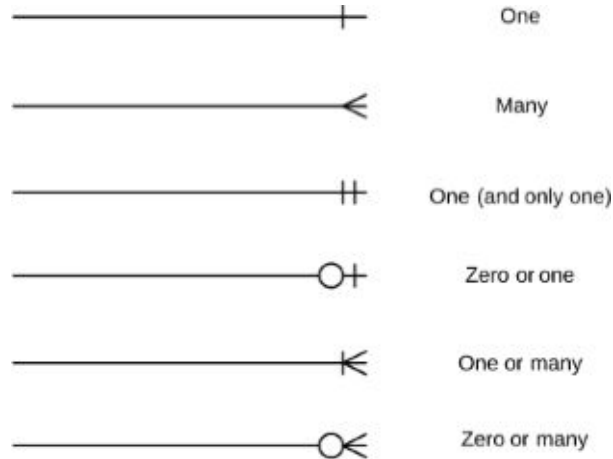 One
Many
One (and only one)
Zero or one
One or many
Zero or many